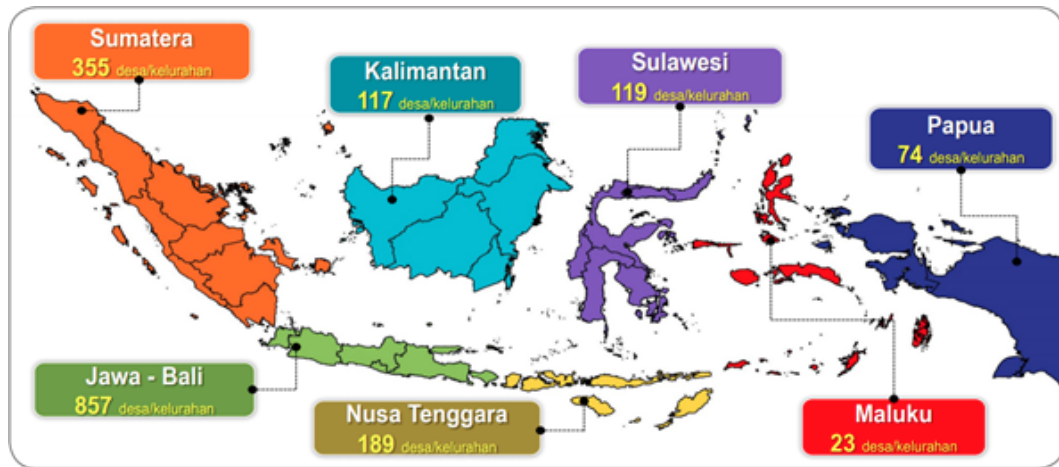 Sumatera
355 desa/kelurahan
Kalimantan
117 desa/kelurahan
Sulawesi
119 desa/kelurahan
Papua
74 desa/kelurahan
Jawa - Bali
857 desa/kelurahan
Nusa Tenggara
189 desa/kelurahan
Maluku
23 desa/kelurahan